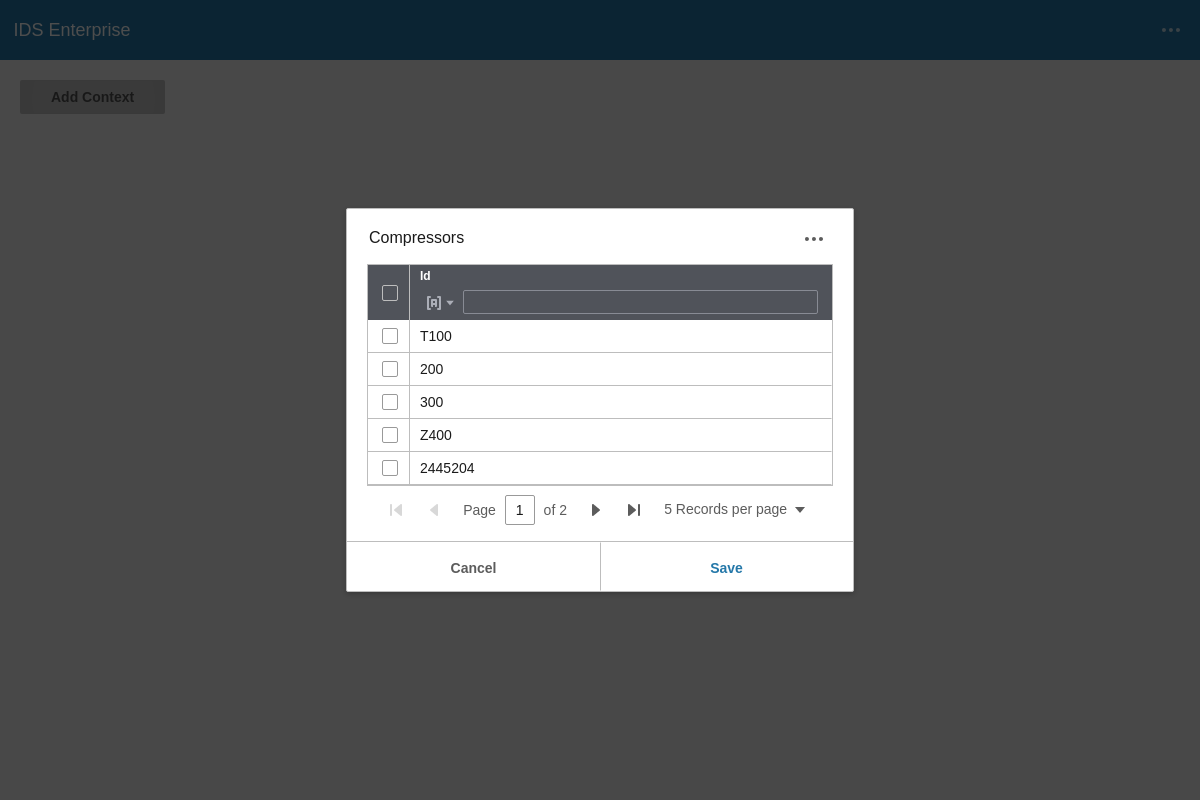 IDS Enterprise
Add Context
Compressors
Id
T100
200
300
Z400
2445204
Page 1 of 2 5 Records per page
Cancel Save